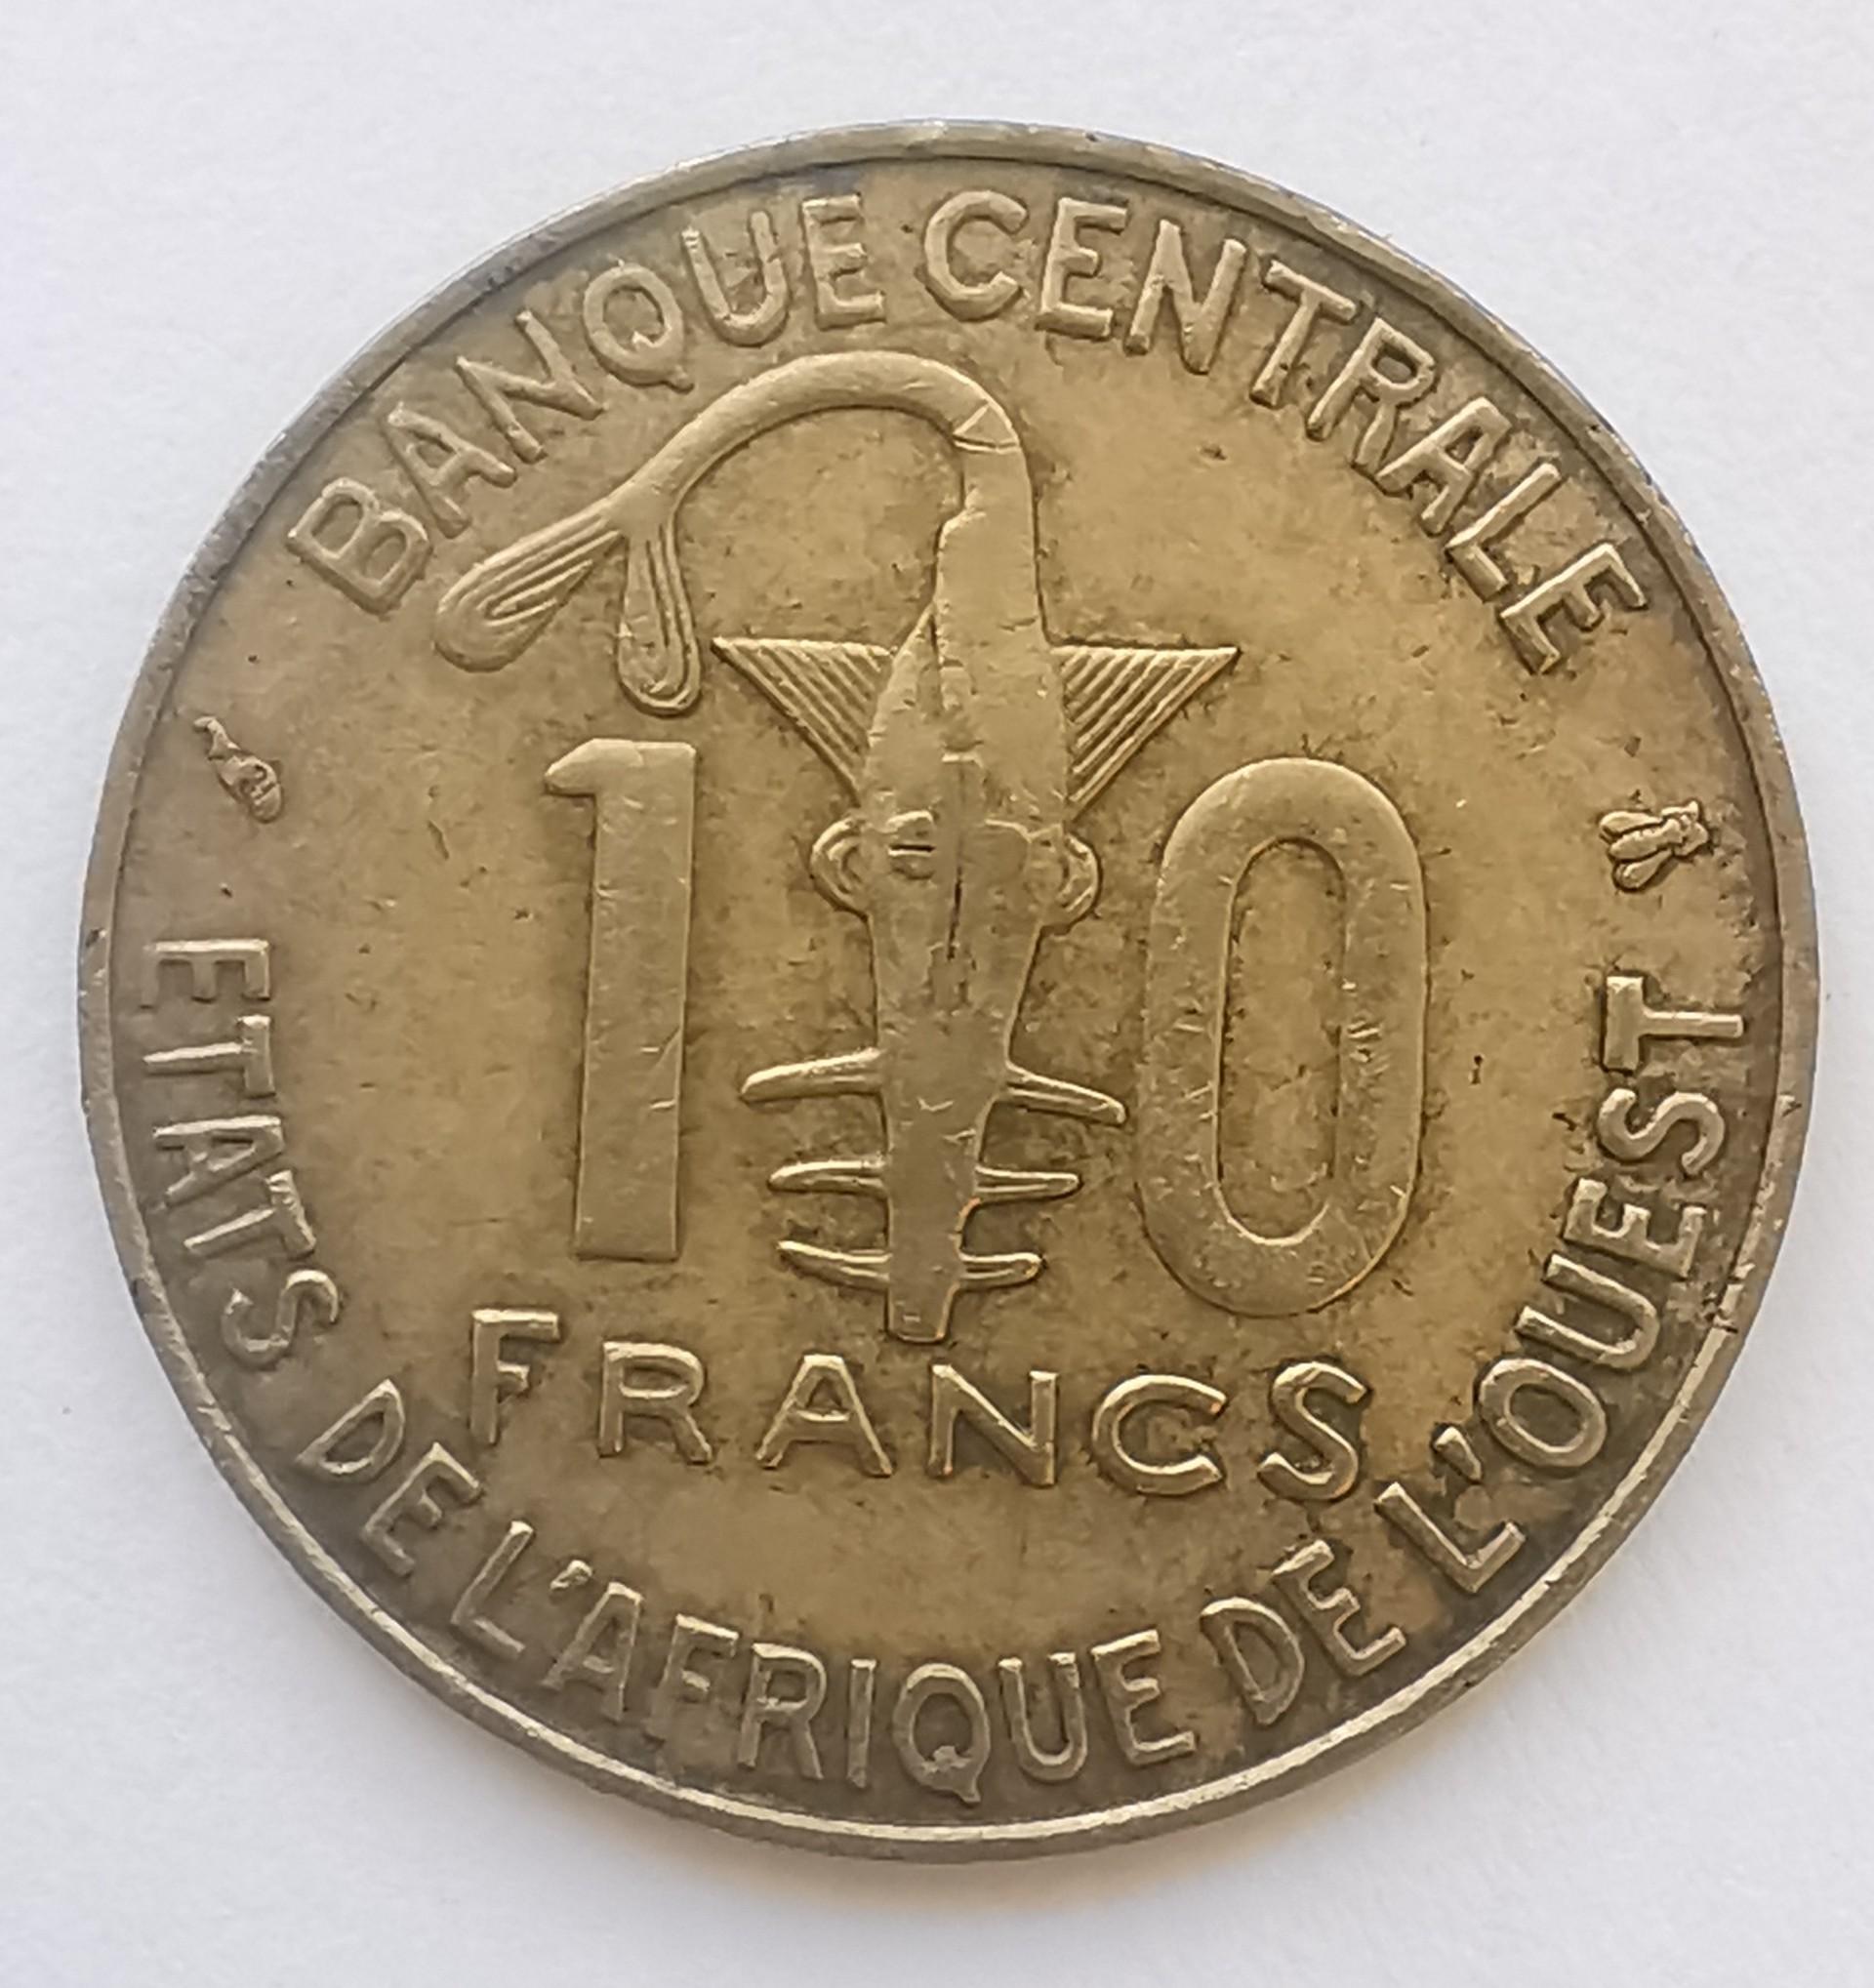 BANQUE CENTRALE
10
FRANCS
ETATS DE L'AFRIQUE DE L'OUEST